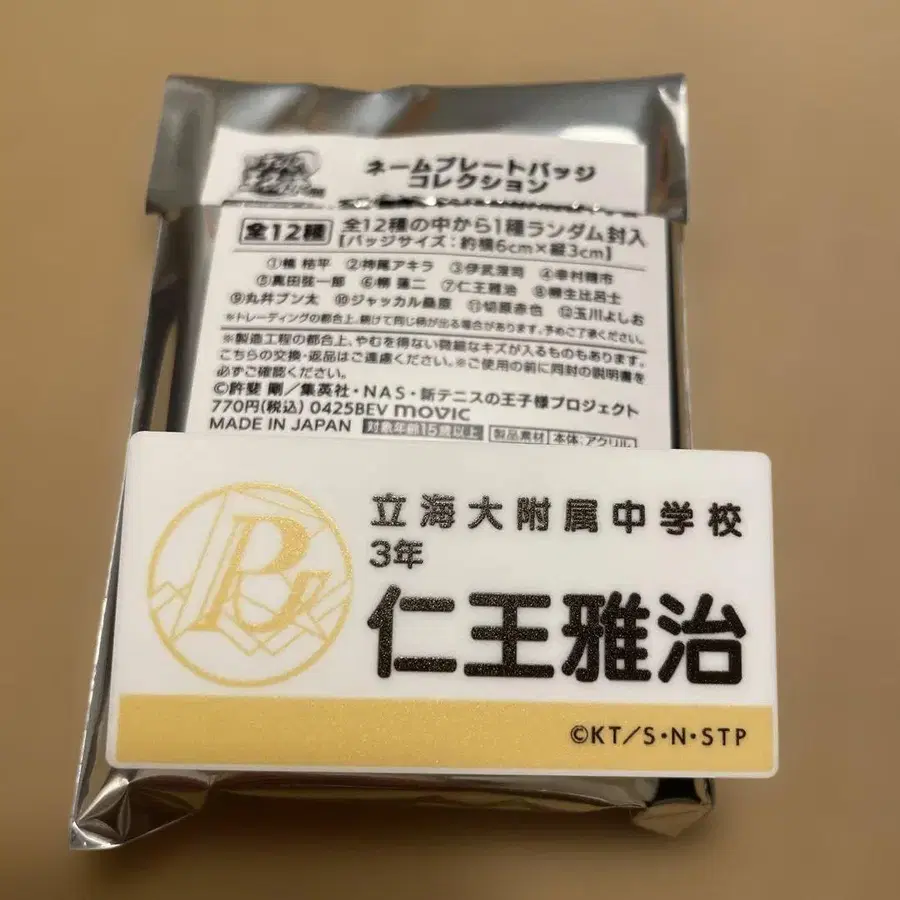 ネームプレートバッジ
コレクション
全12種 全12種の中から1種ランダム封入
【バッジサイズ:約横6cm×縦3cm】
①橘 桔平 ②神尾アキラ ③伊武深司 ④幸村精市
⑤真田弦一郎 ⑥柳 蓮二 ⑦仁王雅治 ⑧柳生比呂士
⑨丸井ブン太 ⑩ジャッカル桑原 ⑪切原赤也 ⑫玉川よしお
※トレーディングの都合上、続けて同じ柄が出る場合があります。予めご了承ください。
※製造工程の都合上、やむを得ない微細なキズが入るものもあります。
こちらの交換・返品はご遠慮ください。※ご使用の前に同封の説明書を
必ずご確認ください。
©許斐 剛/集英社・NAS・新テニスの王子様プロジェクト
770円(税込) 0425BEV movic
MADE IN JAPAN 対象年齢15歳以上 製品素材 本体:アクリル
立海大附属中学校
3年
仁王雅治
©KT/S・N・STP